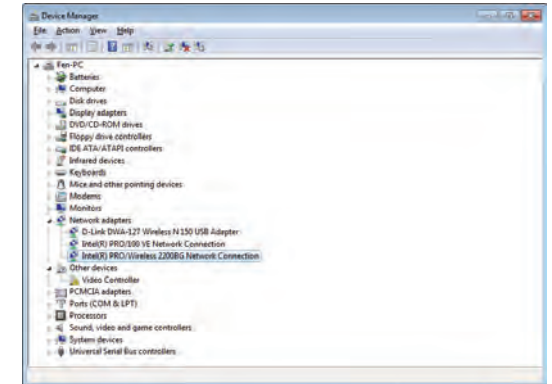 Device Manager
File Action View Help
Fen-PC
Batteries
Computer
Disk drives
Display adapters
DVD/CD-ROM drives
Floppy drive controllers
IDE ATA/ATAPI controllers
Infrared devices
Keyboards
Mice and other pointing devices
Modems
Monitors
Network adapters
D-Link DWA-127 Wireless N 150 USB Adapter
Intel(R) PRO/100 VE Network Connection
Intel(R) PRO/Wireless 2200BG Network Connection
Other devices
Video Controller
PCMCIA adapters
Ports (COM & LPT)
Processors
Sound, video and game controllers
System devices
Universal Serial Bus controllers